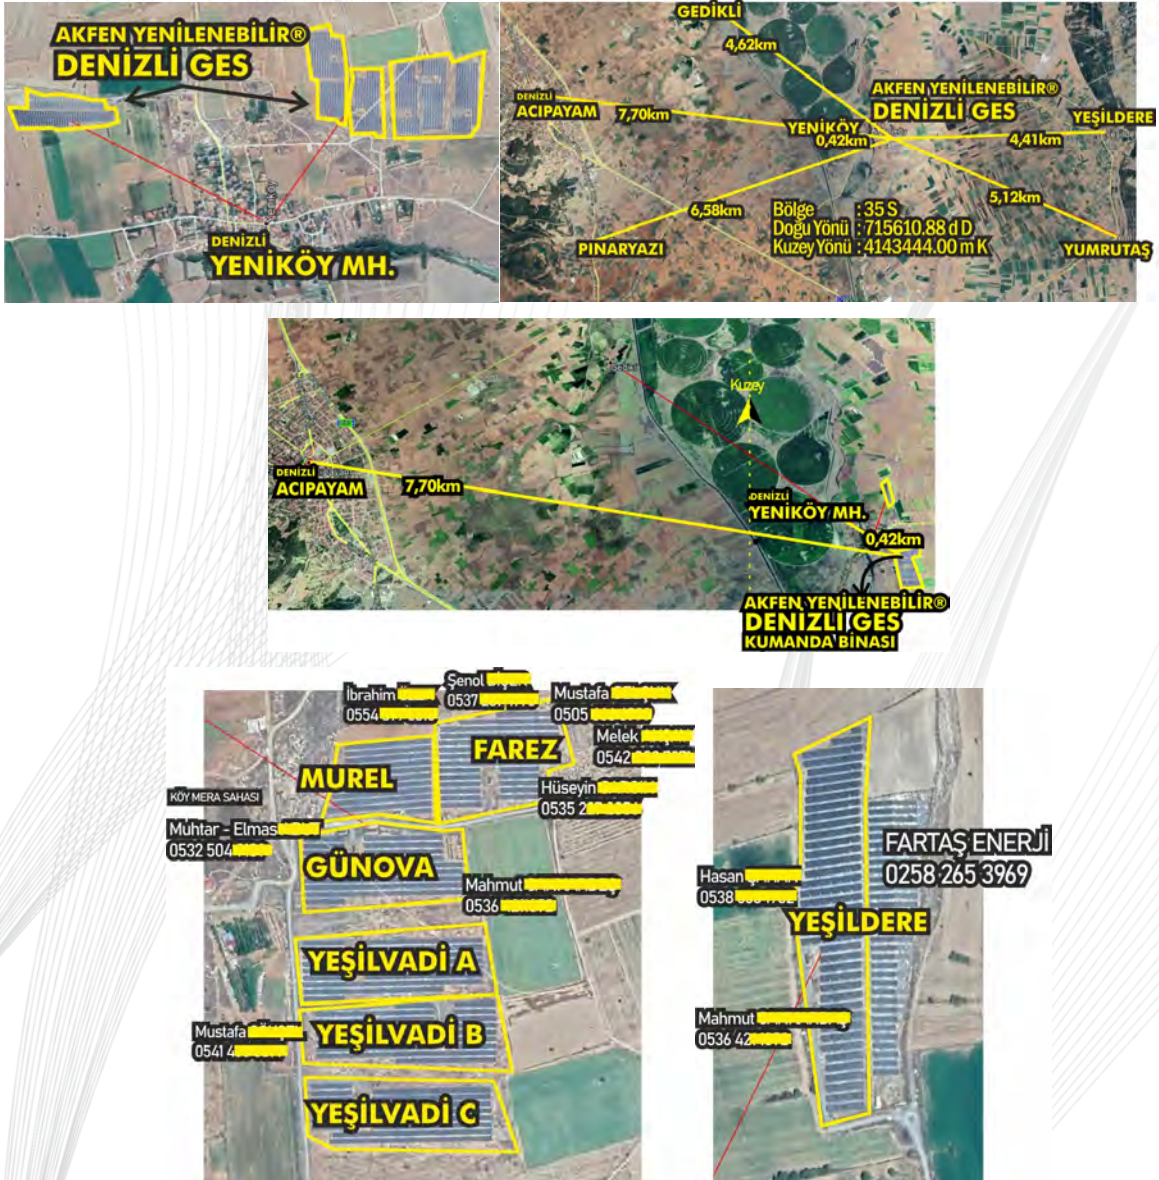 AKFEN YENİLENEBİLİR®
DENİZLİ GES
DENİZLİ
YENİKÖY MH.
GEDİKLİ
4,62km
DENİZLİ
ACIPAYAM
7,70km
AKFEN YENİLENEBİLİR®
DENİZLİ GES
YENİKÖY
0,42km
YEŞİLDERE
4,41km
5,12km
6,58km
PINARYAZI
Bölge : 35 S
Doğu Yönü : 715610.88 d D
Kuzey Yönü : 4143444.00 m K
YUMRUTAŞ
Kuzey
DENİZLİ
ACIPAYAM
7,70km
DENİZLİ
YENİKÖY MH.
0,42km
AKFEN YENİLENEBİLİR®
DENİZLİ GES
KUMANDA BİNASI
Şenol
0537
İbrahim
0554
Mustafa
0505
Melek
0542
FAREZ
MUREL
Hüseyin
0535 2
KÖY MERA SAHASI
Muhtar - Elmas
0532 504
GÜNOVA
Mahmut
0536
YEŞİLVADİ A
Mustafa
0541 4
YEŞİLVADİ B
YEŞİLVADİ C
FARTAŞ ENERJİ
0258 265 3969
Hasan
0538
YEŞİLDERE
Mahmut
0536 42